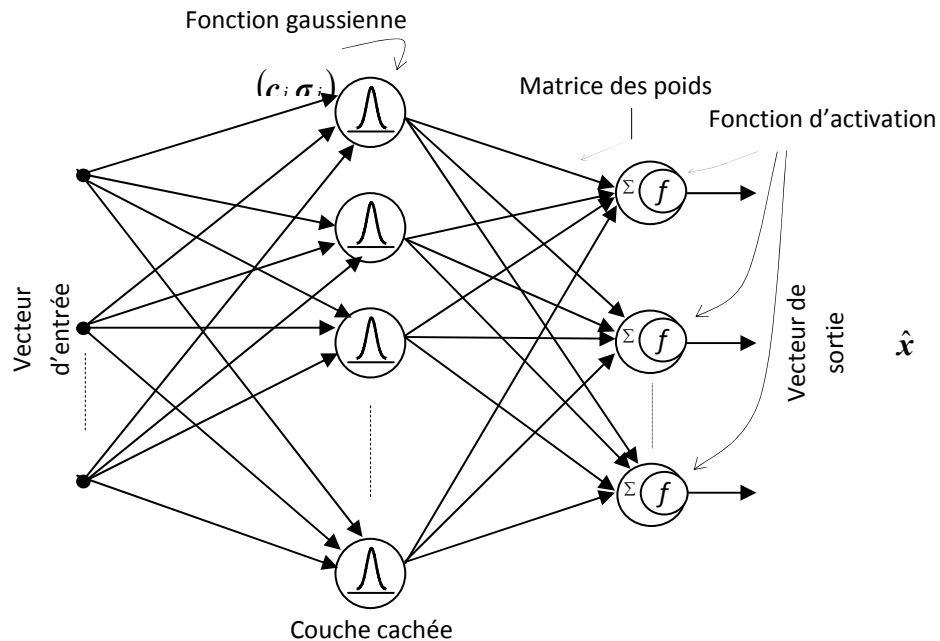 Fonction gaussienne
(c_i σ_i)
Matrice des poids
Fonction d'activation
Σ f
Vecteur
d'entrée
Σ f
Vecteur de
sortie
x̂
Σ f
Couche cachée